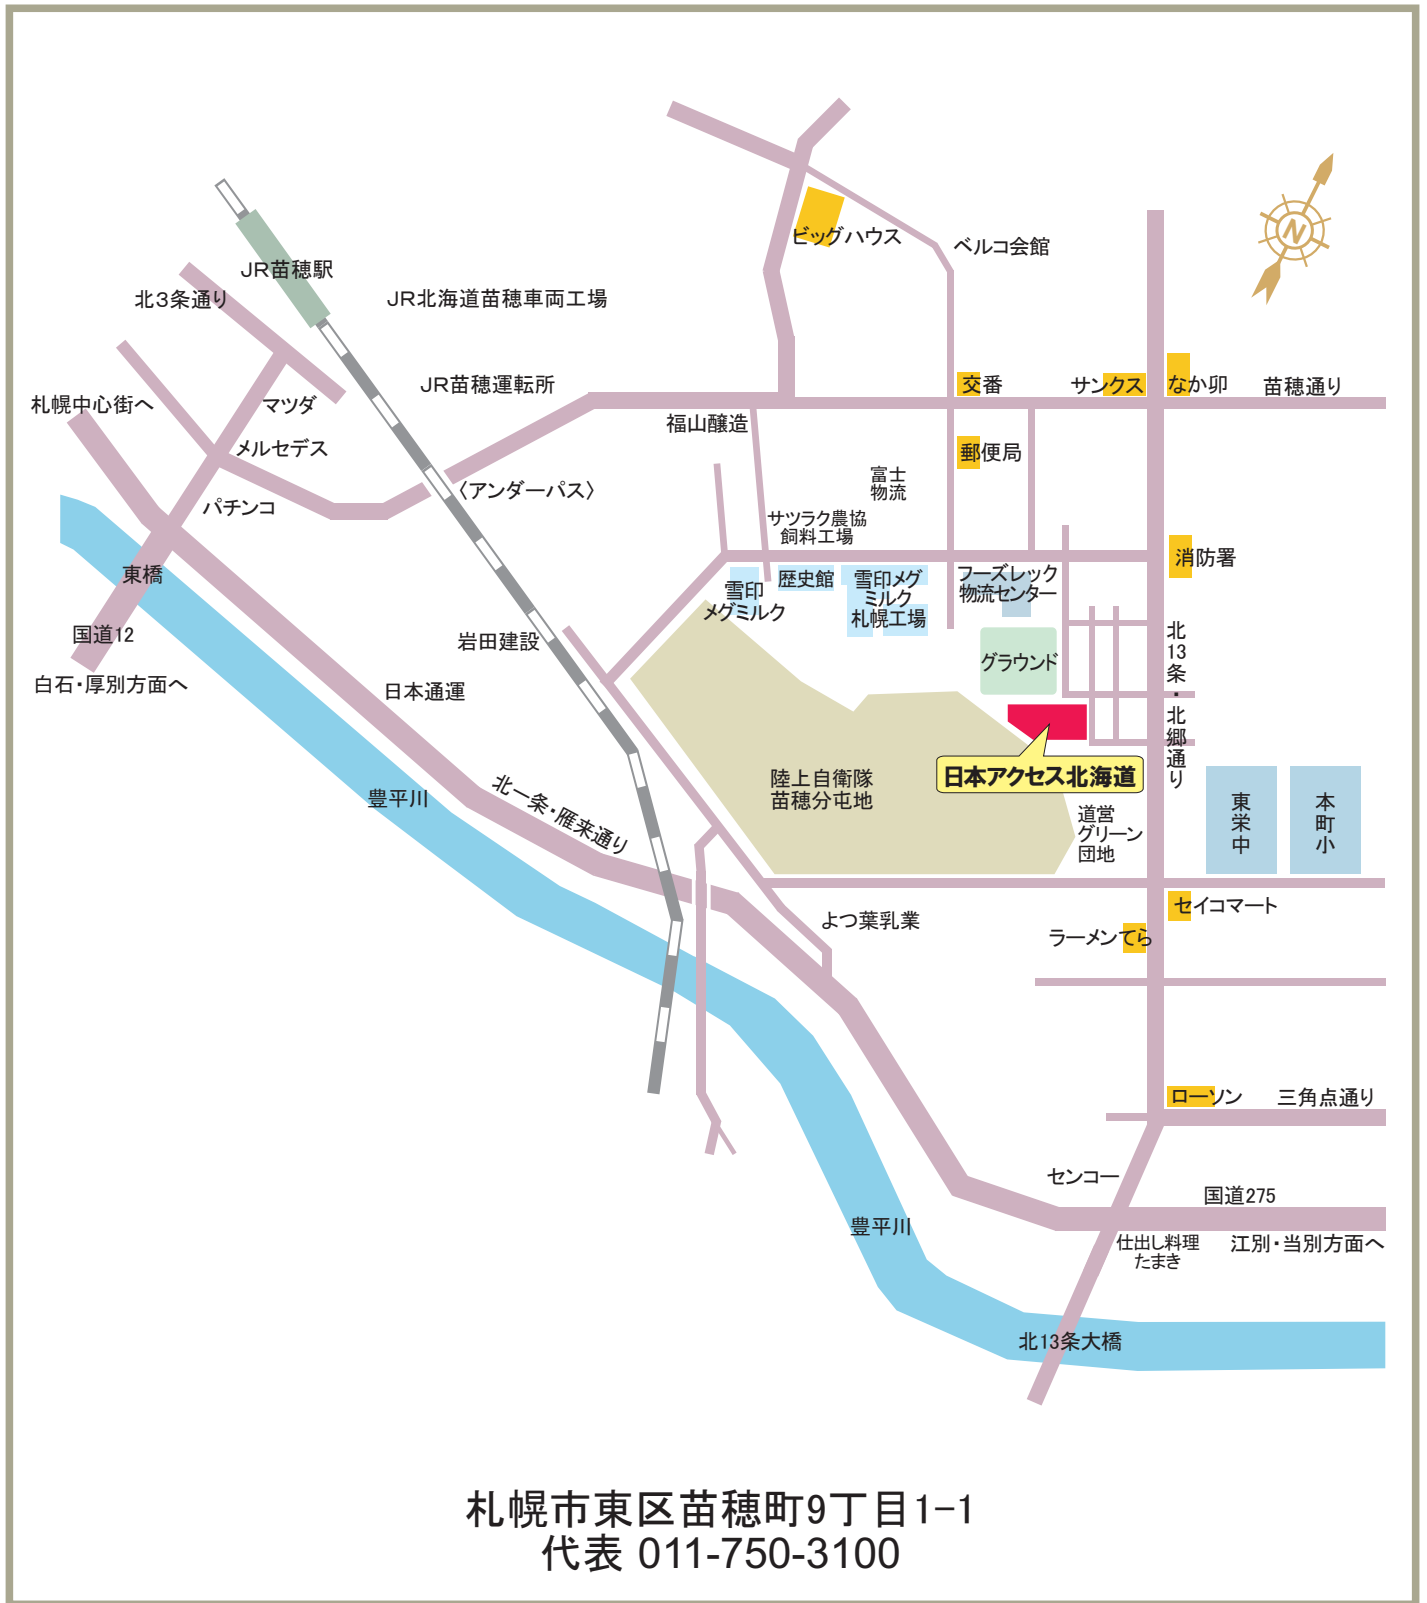 ビッグハウス
ベルコ会館
N
JR苗穂駅
北3条通り
JR北海道苗穂車両工場
JR苗穂運転所
交番
サンクス
なか卯
苗穂通り
札幌中心街へ
マツダ
福山醸造
メルセデス
郵便局
〈アンダーパス〉
富士
物流
パチンコ
サツラク農協
飼料工場
消防署
東橋
雪印
メグミルク
歴史館
雪印メグ
ミルク
札幌工場
フーズレック
物流センター
国道12
岩田建設
北13条・北郷通り
グラウンド
白石・厚別方面へ
日本通運
日本アクセス北海道
陸上自衛隊
苗穂分屯地
豊平川
北一条・雁来通り
道営
グリーン
団地
東栄中
本町小
よつ葉乳業
セイコマート
ラーメンてら
ローソン
三角点通り
センコー
国道275
豊平川
仕出し料理
たまき
江別・当別方面へ
北13条大橋
札幌市東区苗穂町9丁目1-1
代表 011-750-3100